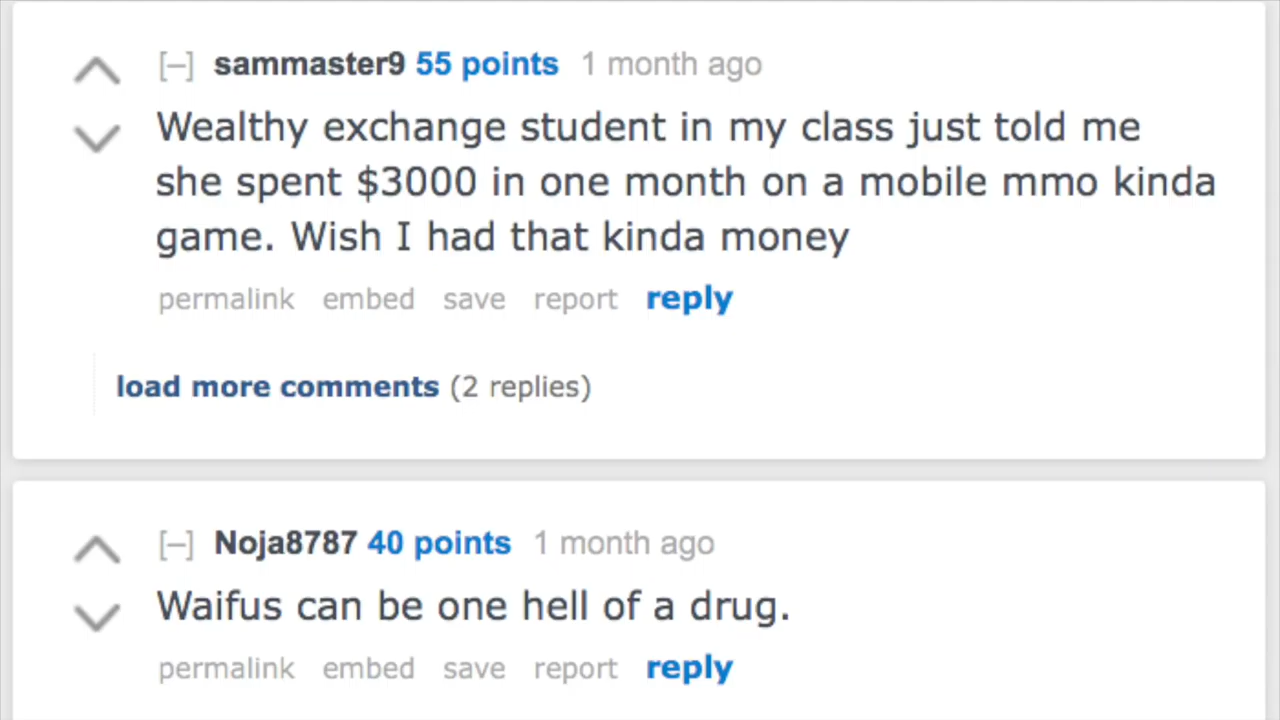 [–] sammaster9 55 points 1 month ago
Wealthy exchange student in my class just told me
she spent $3000 in one month on a mobile mmo kinda
game. Wish I had that kinda money
permalink embed save report reply
load more comments (2 replies)
[–] Noja8787 40 points 1 month ago
Waifus can be one hell of a drug.
permalink embed save report reply